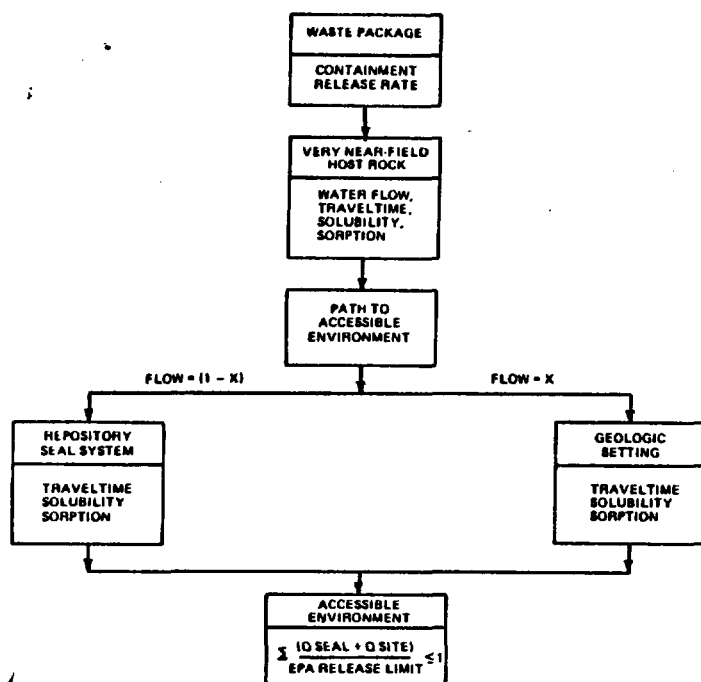 WASTE PACKAGE
CONTAINMENT
RELEASE RATE
VERY NEAR-FIELD
HOST ROCK
WATER FLOW,
TRAVELTIME,
SOLUBILITY,
SORPTION
PATH TO
ACCESSIBLE
ENVIRONMENT
FLOW = (1 - X)
FLOW = X
REPOSITORY
SEAL SYSTEM
TRAVELTIME
SOLUBILITY
SORPTION
GEOLOGIC
SETTING
TRAVELTIME
SOLUBILITY
SORPTION
ACCESSIBLE
ENVIRONMENT
Σ (Q SEAL + Q SITE) / EPA RELEASE LIMIT ≤ 1